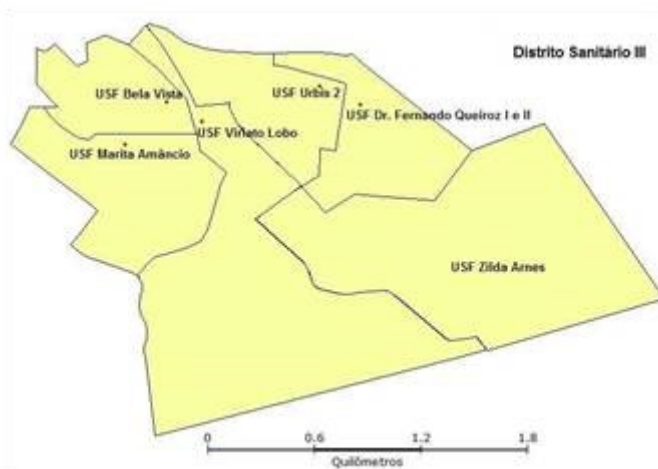 Distrito Sanitário III
USF Bela Vista
USF Urbis 2
USF Dr. Fernando Queiroz I e II
USF Viriato Lobo
USF Marita Amâncio
USF Zilda Arnes
0 0.6 1.2 1.8
Quilômetros